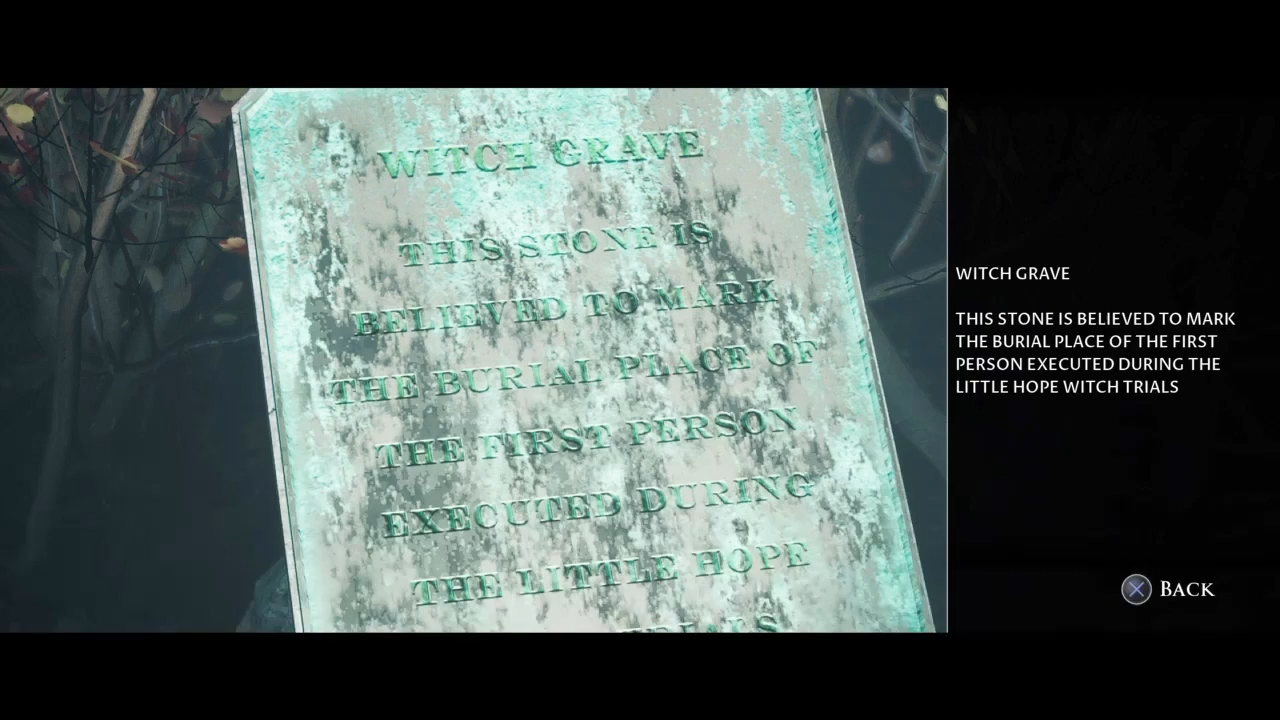 WITCH GRAVE
THIS STONE IS
BELIEVED TO MARK
THE BURIAL PLACE OF
THE FIRST PERSON
EXECUTED DURING
THE LITTLE HOPE
TRIALS
WITCH GRAVE
THIS STONE IS BELIEVED TO MARK
THE BURIAL PLACE OF THE FIRST
PERSON EXECUTED DURING THE
LITTLE HOPE WITCH TRIALS
BACK